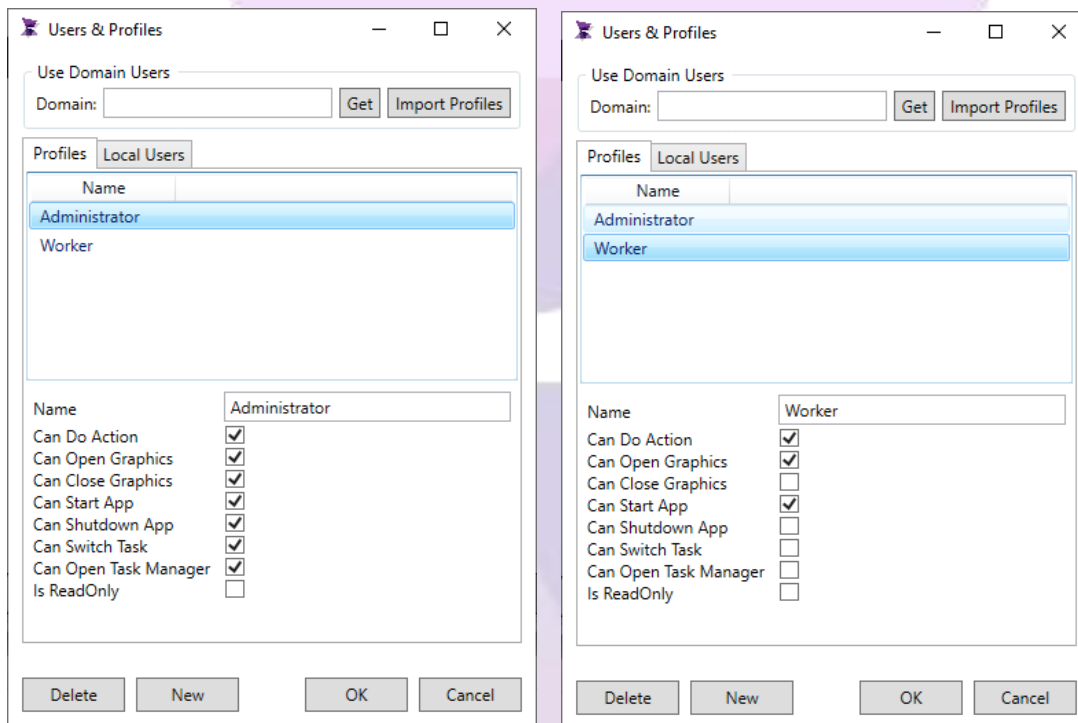 Users & Profiles
Use Domain Users
Domain: Get Import Profiles
Profiles Local Users
Name
Administrator
Worker
Name Administrator
Can Do Action
Can Open Graphics
Can Close Graphics
Can Start App
Can Shutdown App
Can Switch Task
Can Open Task Manager
Is ReadOnly
Delete New OK Cancel
Users & Profiles
Use Domain Users
Domain: Get Import Profiles
Profiles Local Users
Name
Administrator
Worker
Name Worker
Can Do Action
Can Open Graphics
Can Close Graphics
Can Start App
Can Shutdown App
Can Switch Task
Can Open Task Manager
Is ReadOnly
Delete New OK Cancel